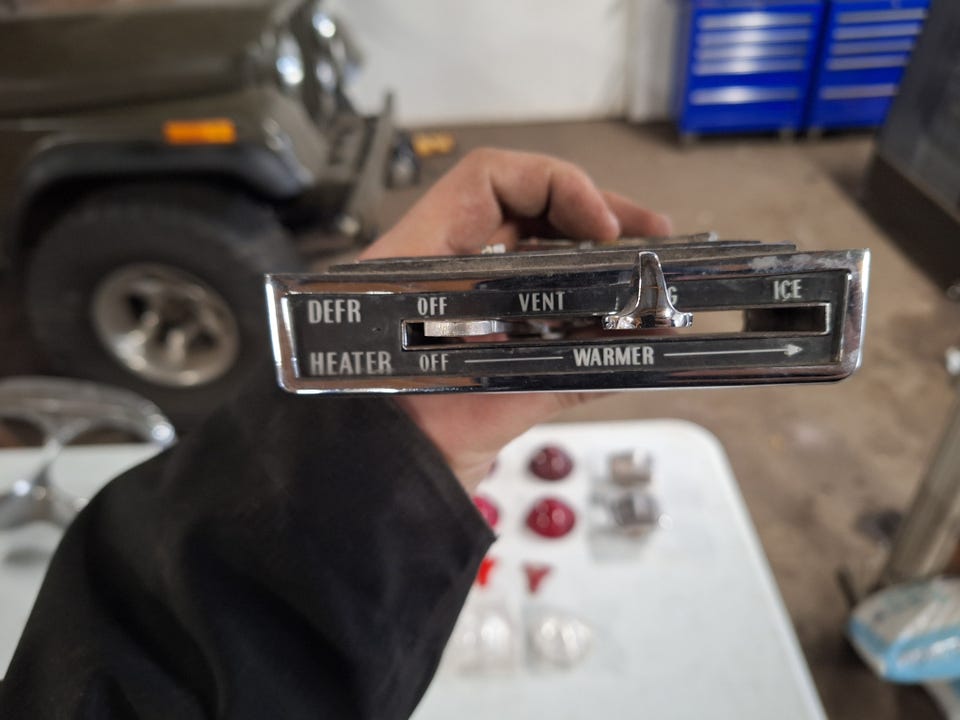 DEFR OFF VENT G ICE
HEATER OFF WARMER